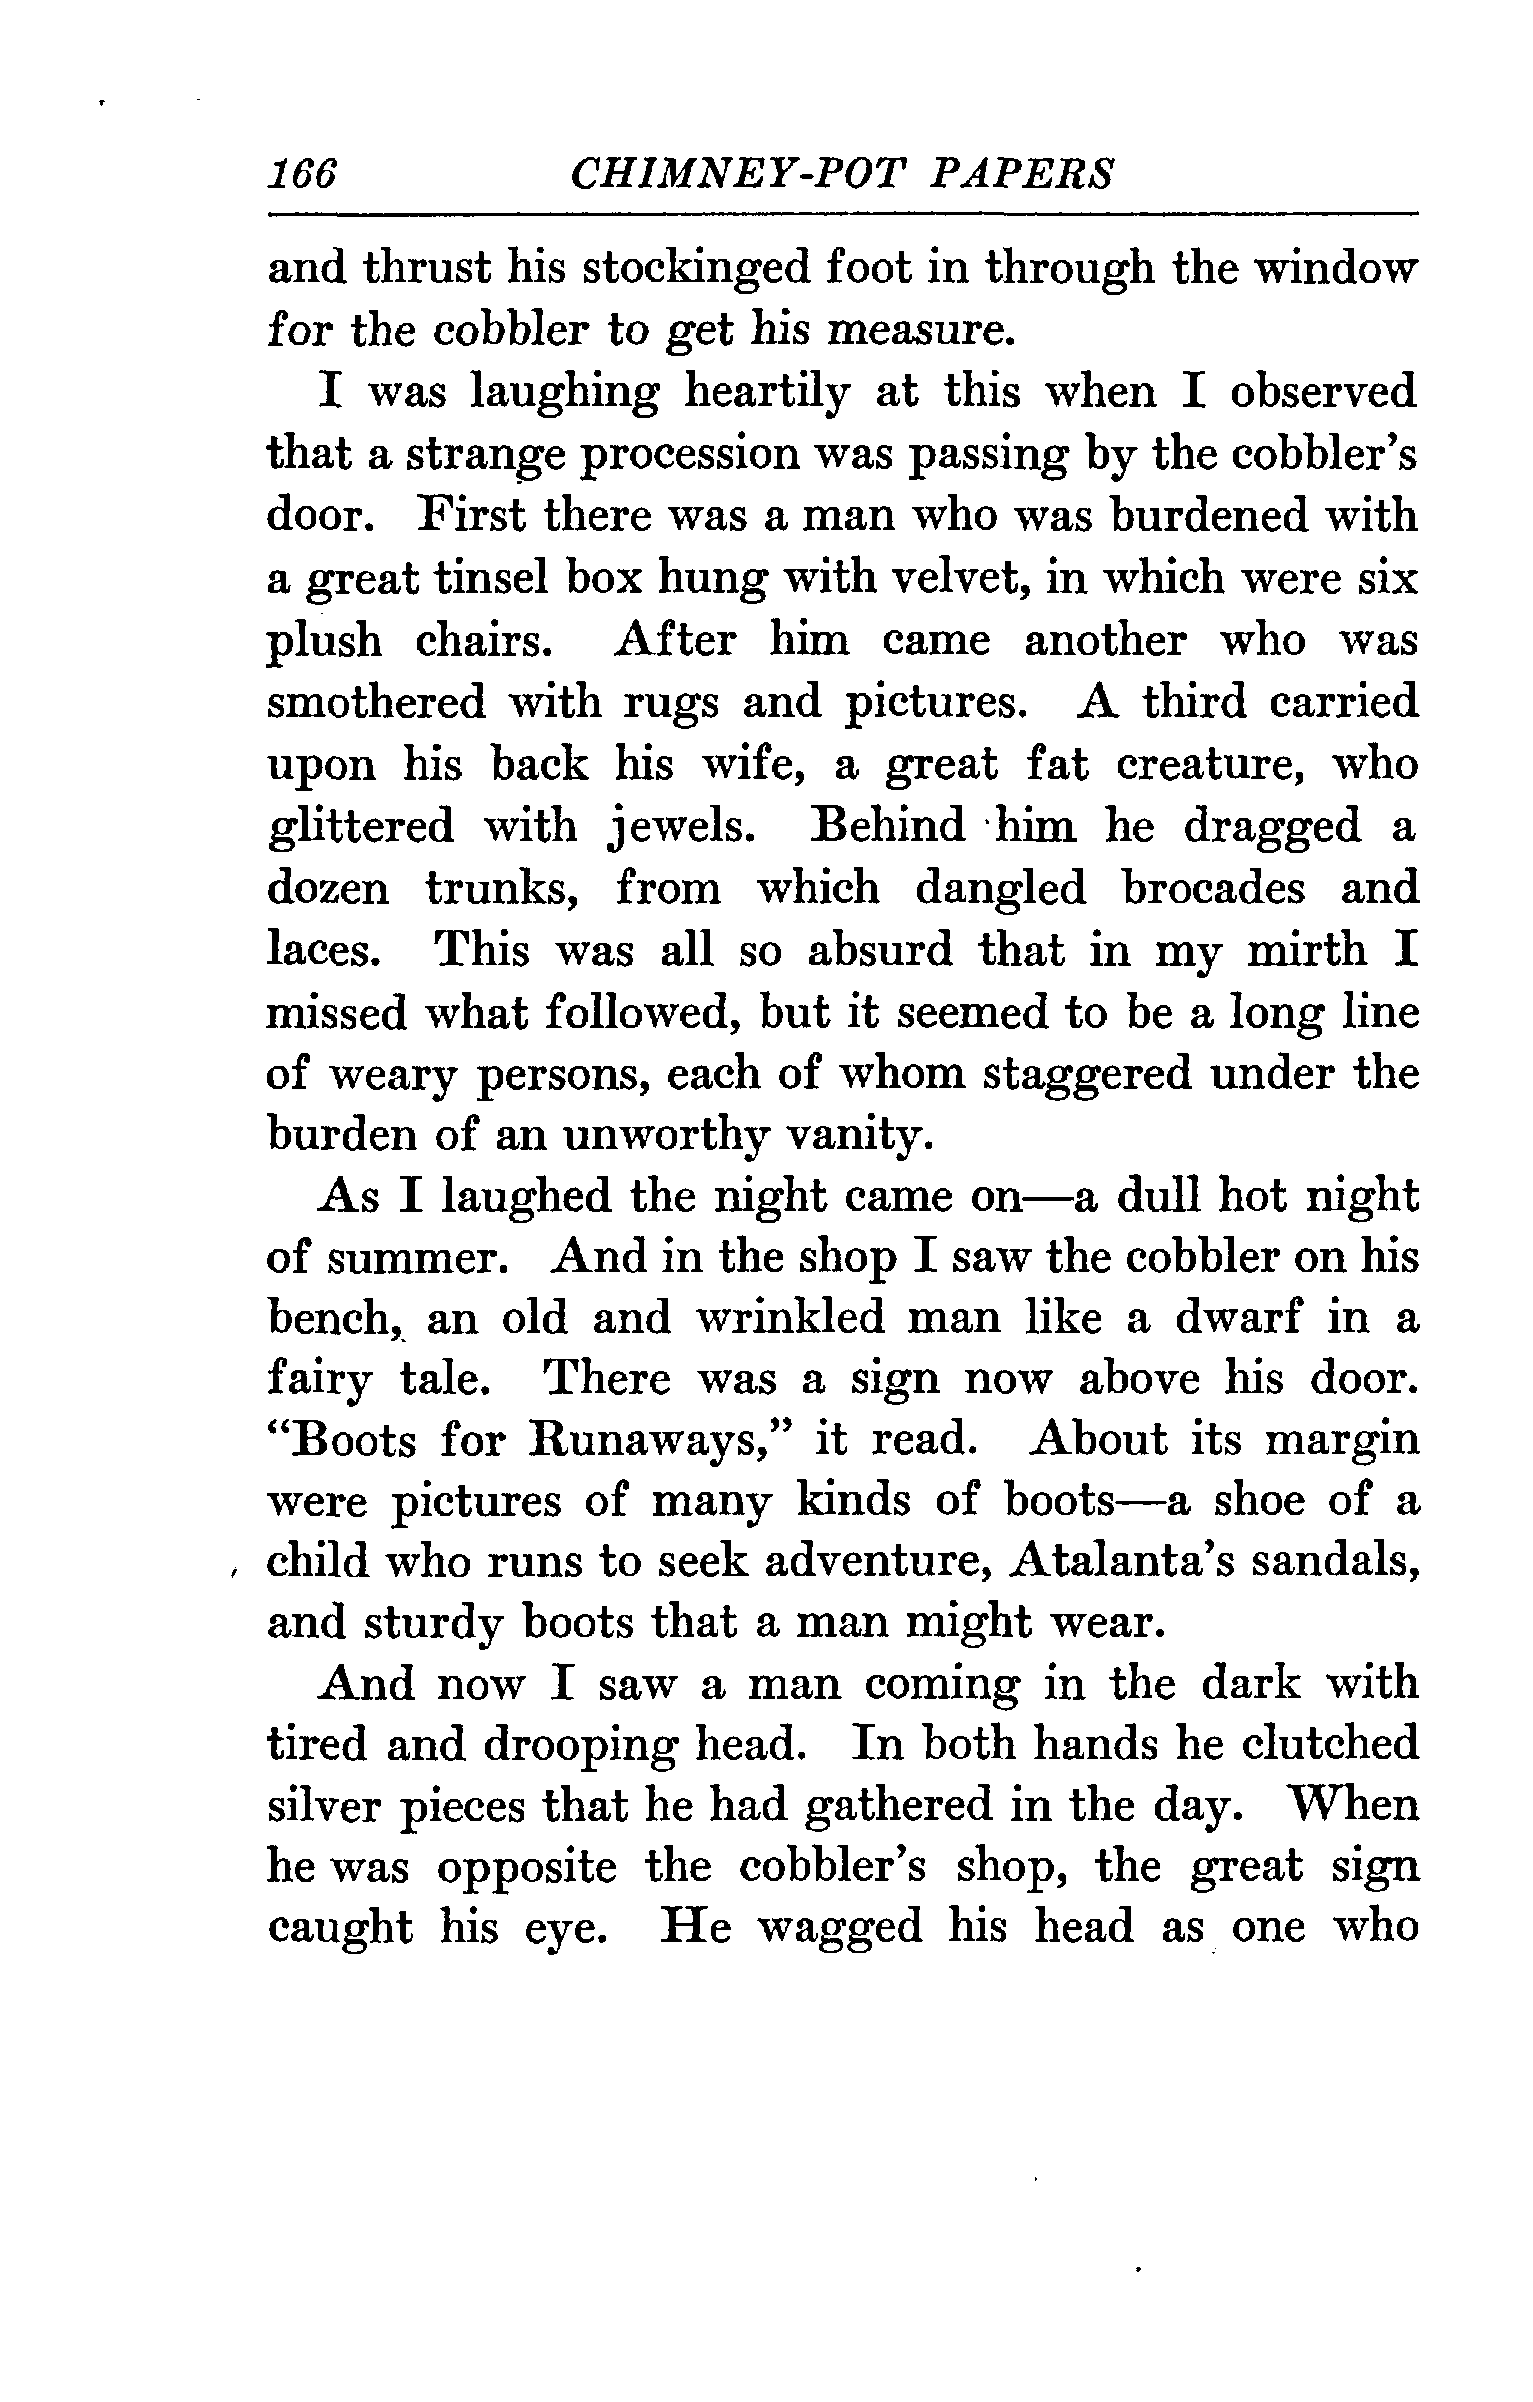 166 CHIMNEY-POT PAPERS
and thrust his stockinged foot in through the window
for the cobbler to get his measure.
I was laughing heartily at this when I observed
that a strange procession was passing by the cobbler's
door. First there was a man who was burdened with
a great tinsel box hung with velvet, in which were six
plush chairs. After him came another who was
smothered with rugs and pictures. A third carried
upon his back his wife, a great fat creature, who
glittered with jewels. Behind him he dragged a
dozen trunks, from which dangled brocades and
laces. This was all so absurd that in my mirth I
missed what followed, but it seemed to be a long line
of weary persons, each of whom staggered under the
burden of an unworthy vanity.
As I laughed the night came on—a dull hot night
of summer. And in the shop I saw the cobbler on his
bench, an old and wrinkled man like a dwarf in a
fairy tale. There was a sign now above his door.
“Boots for Runaways,” it read. About its margin
were pictures of many kinds of boots—a shoe of a
child who runs to seek adventure, Atalanta's sandals,
and sturdy boots that a man might wear.
And now I saw a man coming in the dark with
tired and drooping head. In both hands he clutched
silver pieces that he had gathered in the day. When
he was opposite the cobbler's shop, the great sign
caught his eye. He wagged his head as one who